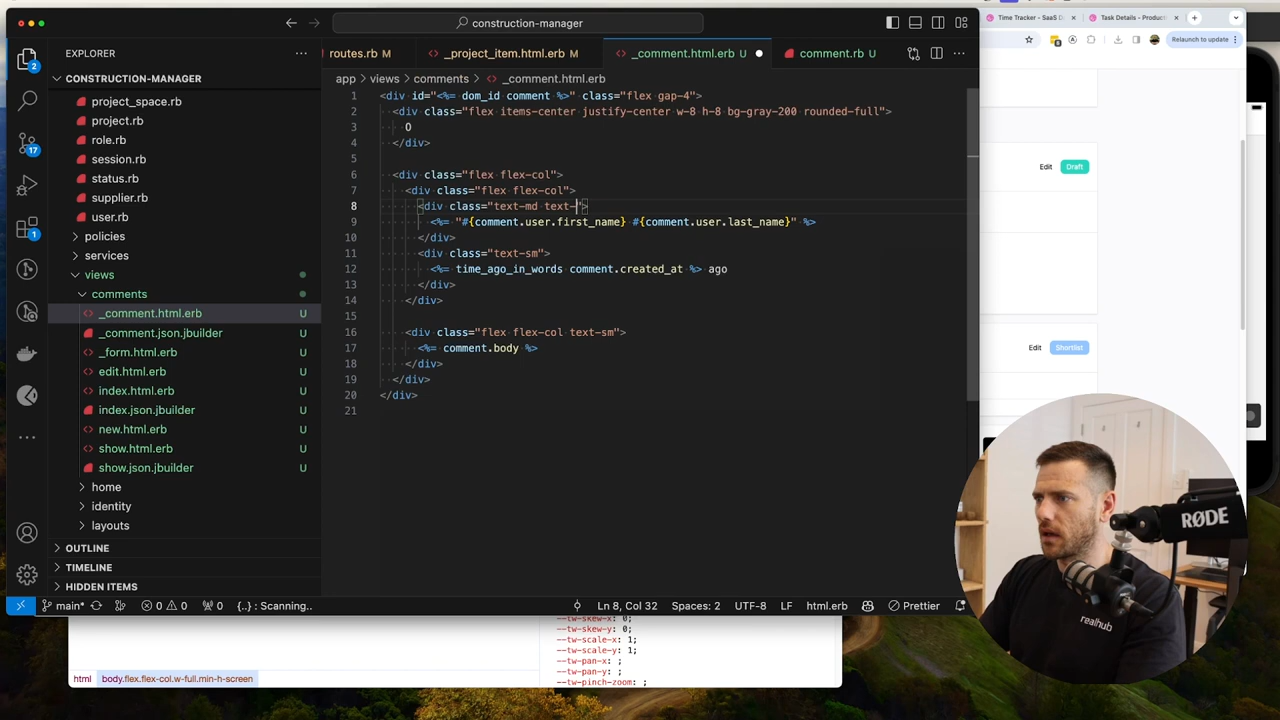 construction-manager
Time Tracker - SaaS D
Task Details - Produc
Relaunch to update
EXPLORER
routes.rb M
_project_item.html.erb M
_comment.html.erb U
comment.rb U
CONSTRUCTION-MANAGER
app
views
comments
_comment.html.erb
project_space.rb
project.rb
role.rb
session.rb
status.rb
supplier.rb
user.rb
policies
services
views
comments
_comment.html.erb U
_comment.json.jbuilder U
_form.html.erb U
edit.html.erb U
index.html.erb U
index.json.jbuilder U
new.html.erb U
show.html.erb U
show.json.jbuilder U
home
identity
layouts
OUTLINE
TIMELINE
HIDDEN ITEMS
2
17
1
1 <div id="<%= dom_id comment %>" class="flex gap-4">
2 <div class="flex items-center justify-center w-8 h-8 bg-gray-200 rounded-full">
3 O
4 </div>
5
6 <div class="flex flex-col">
7 <div class="flex flex-col">
8 <div class="text-md text-">
9 <%= "#{comment.user.first_name} #{comment.user.last_name}" %>
10 </div>
11 <div class="text-sm">
12 <%= time_ago_in_words comment.created_at %> ago
13 </div>
14 </div>
15
16 <div class="flex flex-col text-sm">
17 <%= comment.body %>
18 </div>
19 </div>
20 </div>
21
Edit Draft
Edit Shortlist
RØDE
realhub
main*
0 0
0
{..} : Scanning..
Ln 8, Col 32
Spaces: 2
UTF-8
LF
html.erb
Prettier
--tw-skew-x: 0;
--tw-skew-y: 0;
--tw-scale-x: 1;
--tw-scale-y: 1;
--tw-pan-x: ;
--tw-pan-y: ;
--tw-pinch-zoom: ;
html body.flex.flex-col.w-full.min-h-screen